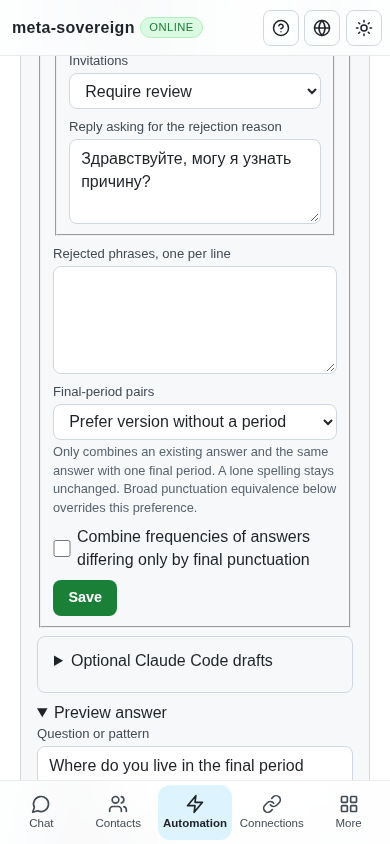 meta-sovereign ONLINE
Invitations
Require review
Reply asking for the rejection reason
Здравствуйте, могу я узнать
причину?
Rejected phrases, one per line
Final-period pairs
Prefer version without a period
Only combines an existing answer and the same
answer with one final period. A lone spelling stays
unchanged. Broad punctuation equivalence below
overrides this preference.
Combine frequencies of answers
differing only by final punctuation
Save
Optional Claude Code drafts
Preview answer
Question or pattern
Where do you live in the final period
Chat Contacts Automation Connections More